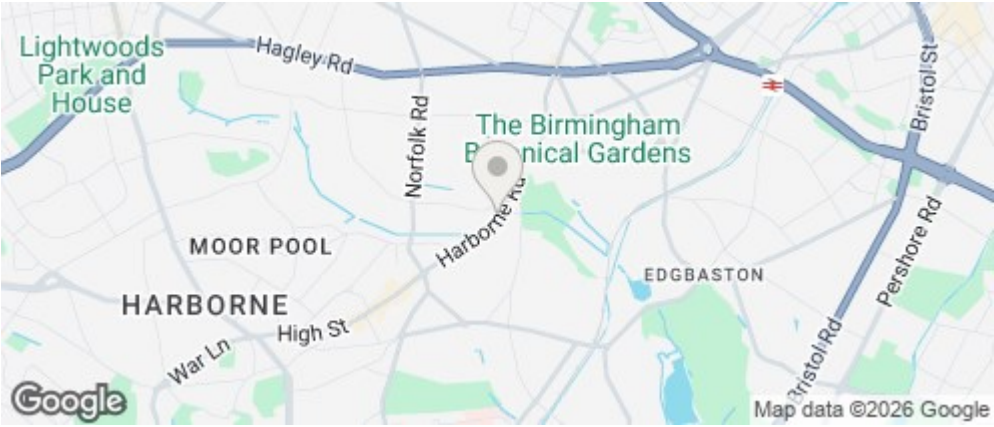 Lightwoods
Park and
House
Hagley Rd
Norfolk Rd
Bristol St
The Birmingham
Botanical Gardens
Harborne Rd
MOOR POOL
HARBORNE
High St
War Ln
EDGBASTON
Pershore Rd
Bristol Rd
Google
Map data ©2026 Google